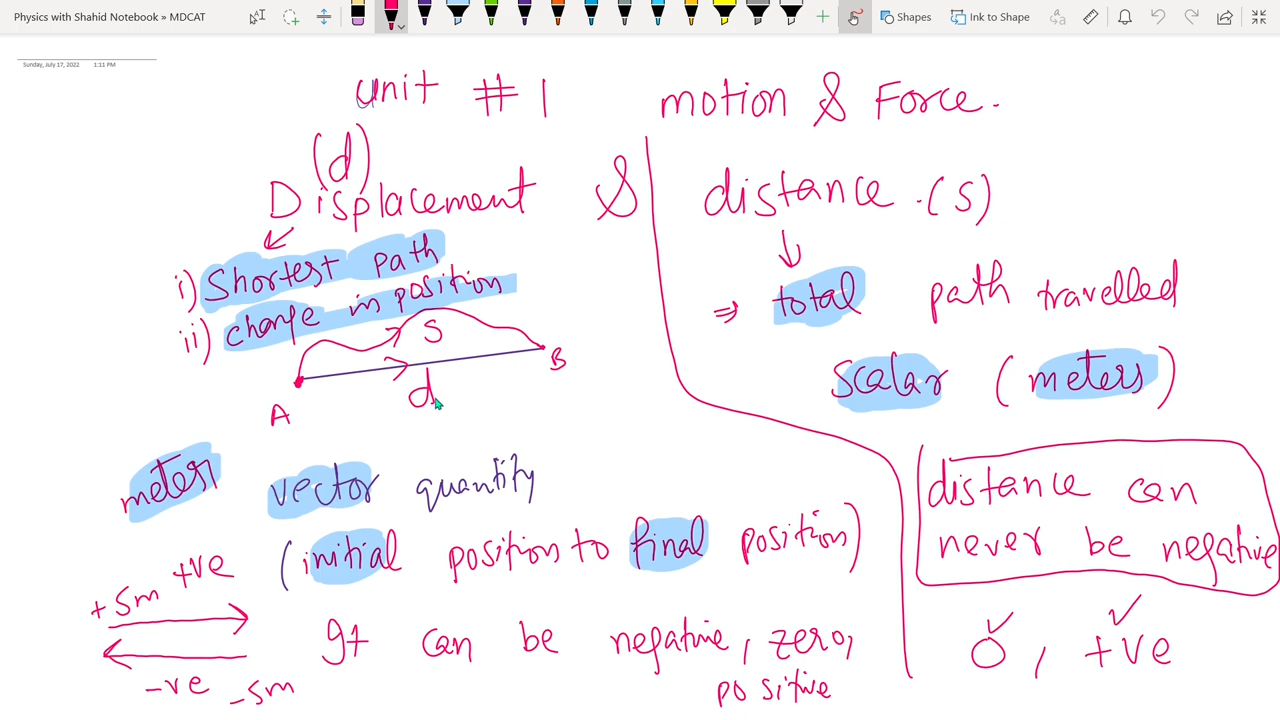 Physics with Shahid Notebook » MDCAT
Shapes
Ink to Shape
Sunday, July 17, 2022 1:11 PM
unit # 1 motion & Force.
(d)
Displacement & distance. (s)
i) Shortest path
ii) change in position
⇒ total path travelled
S
A
B
d
scalar (meters)
meter vector quantity
(initial position to final position)
distance can
never be negative
+5m +ve
-ve -5m
It can be negative, zero,
positive
0, +ve